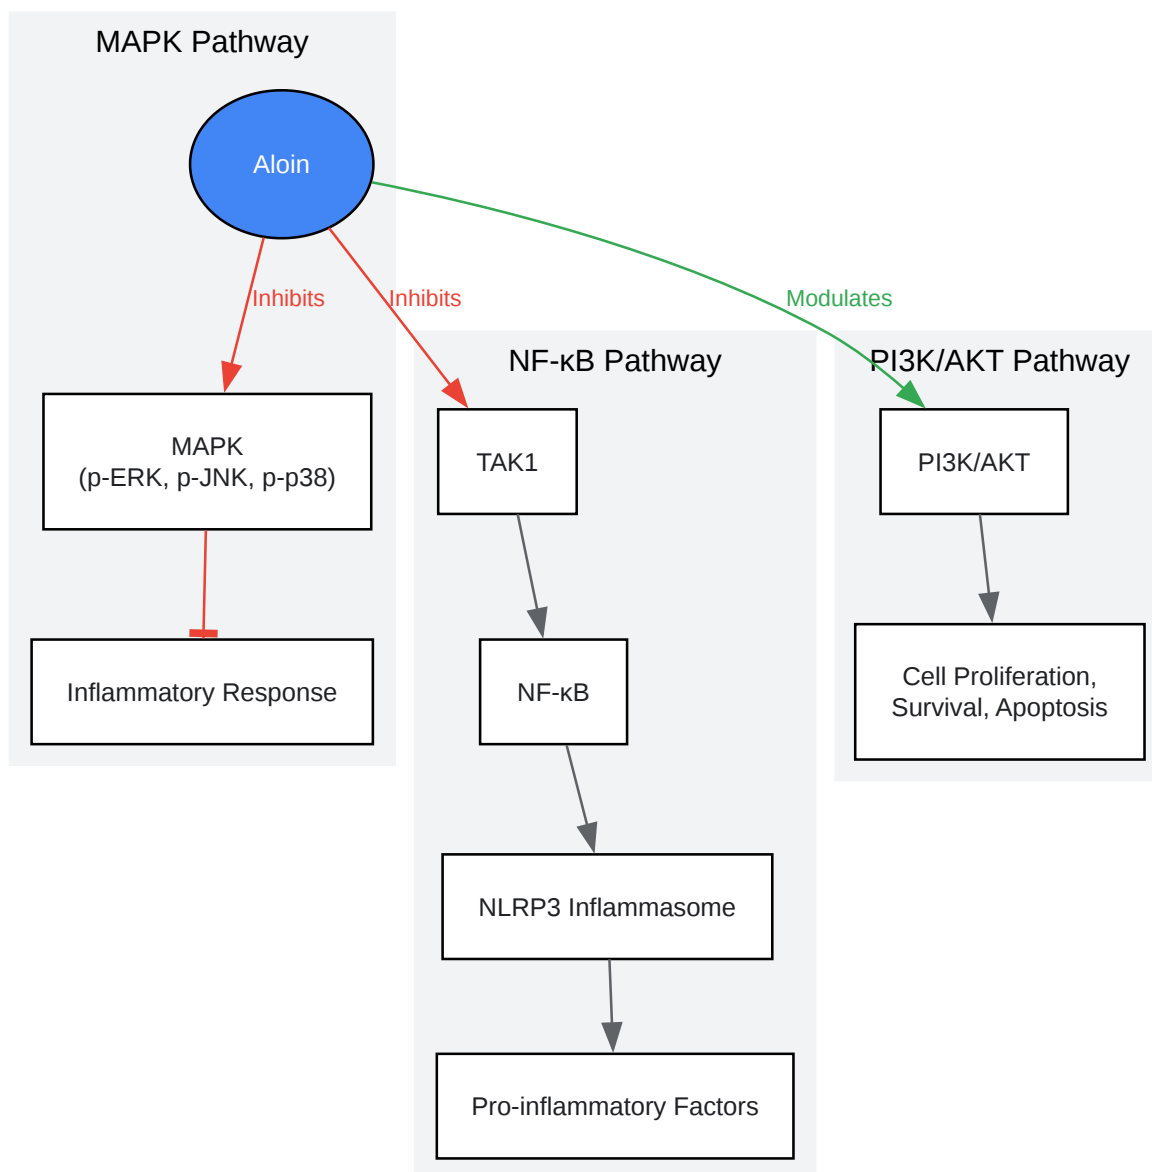 MAPK Pathway
Aloin
Inhibits
Inhibits
Modulates
NF-κB Pathway
PI3K/AKT Pathway
MAPK
(p-ERK, p-JNK, p-p38)
TAK1
PI3K/AKT
Inflammatory Response
NF-κB
Cell Proliferation,
Survival, Apoptosis
NLRP3 Inflammasome
Pro-inflammatory Factors